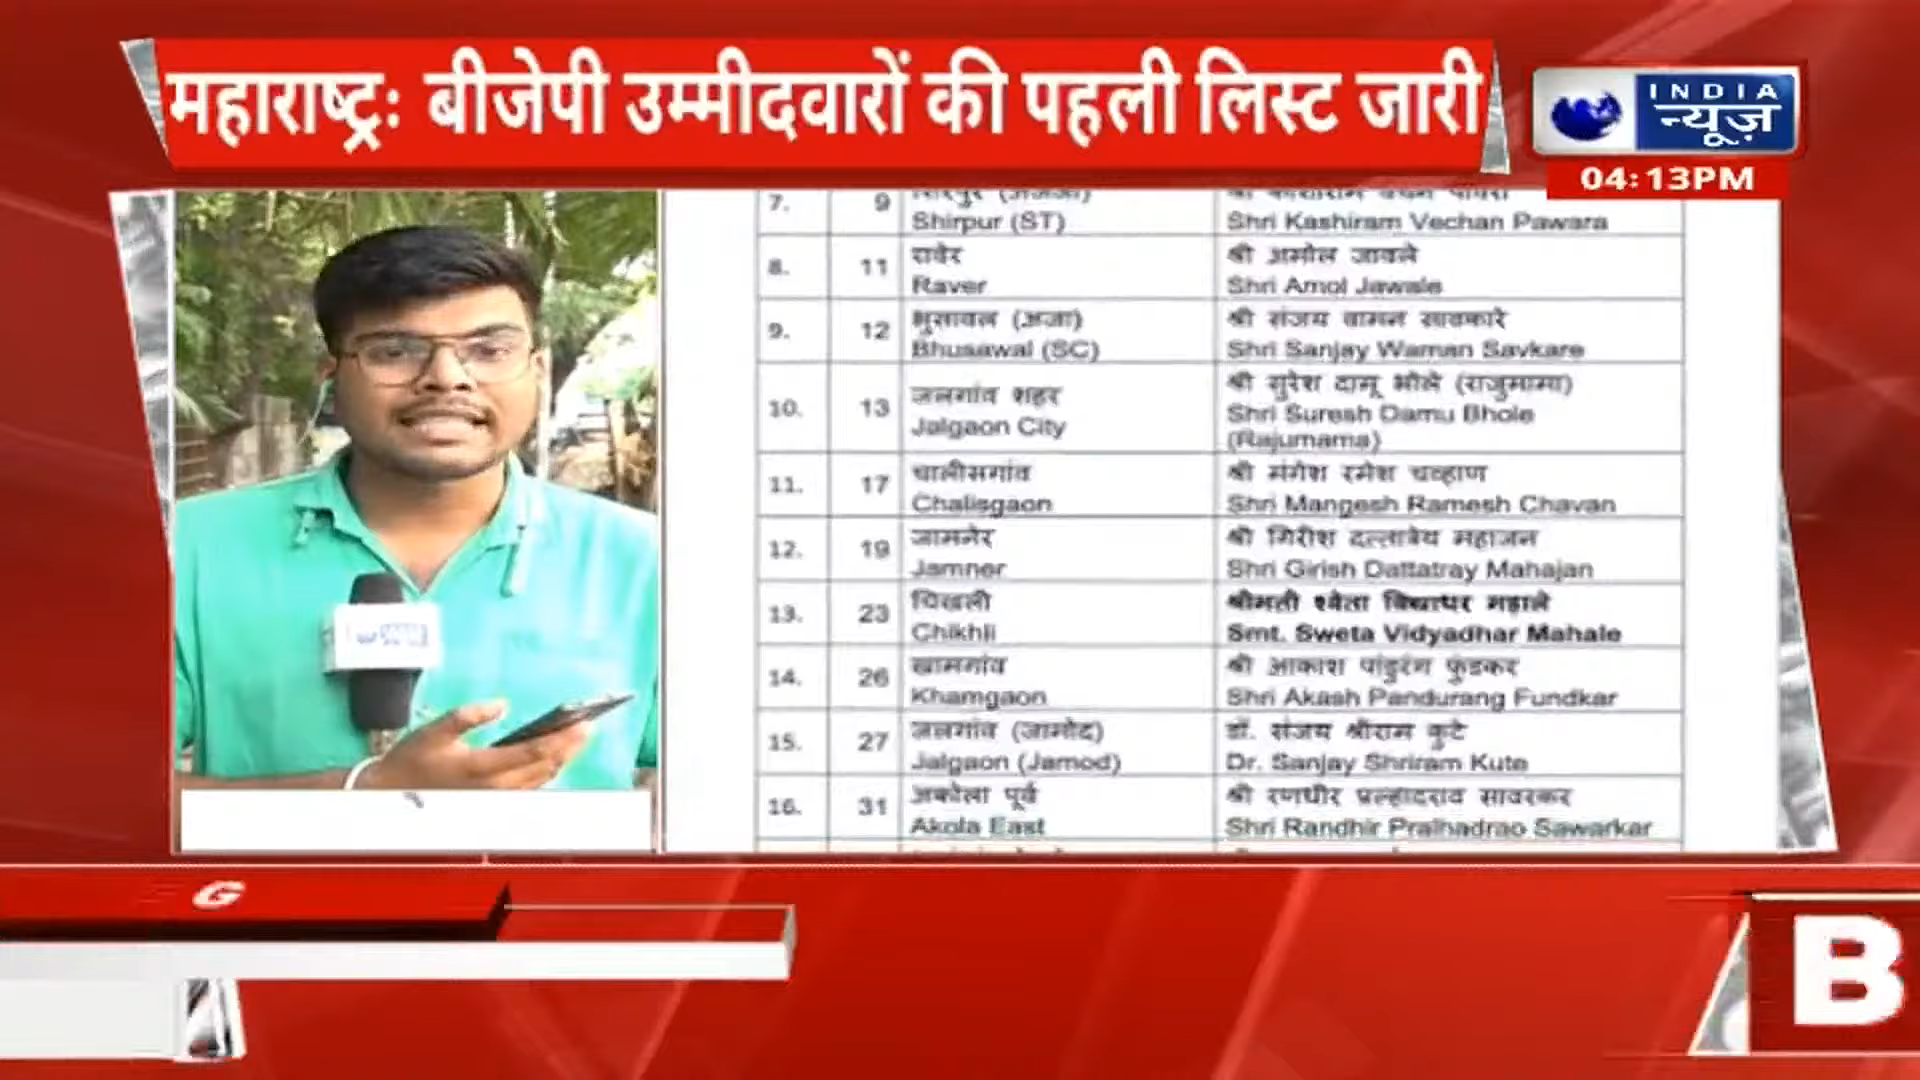 महाराष्ट्रः बीजेपी उम्मीदवारों की पहली लिस्ट जारी
INDIA
न्यूज़
04:13PM
7. 9
Shirpur (ST) Shri Kashiram Vechan Pawara
8. 11 रावेर श्री अमोल जावले
Raver Shri Amol Jawale
9. 12 भुसावल (अजा) श्री संजय वामन सावकारे
Bhusawal (SC) Shri Sanjay Waman Savkare
10. 13 जलगांव शहर श्री सुरेश दामू भोले (राजुमामा)
Jalgaon City Shri Suresh Damu Bhole
(Rajumama)
11. 17 चालीसगांव श्री मंगेश रमेश चव्हाण
Chalisgaon Shri Mangesh Ramesh Chavan
12. 19 जामनेर श्री गिरीश दत्तात्रेय महाजन
Jamner Shri Girish Dattatray Mahajan
13. 23 चिखली श्रीमती श्वेता विद्याधर महाले
Chikhli Smt. Sweta Vidyadhar Mahale
14. 26 खामगांव श्री आकाश पांडुरंग फुंडकर
Khamgaon Shri Akash Pandurang Fundkar
15. 27 जलगांव (जामोद) डॉ. संजय श्रीराम कुटे
Jalgaon (Jamod) Dr. Sanjay Shriram Kute
16. 31 अकोला पूर्व श्री रणधीर प्रल्हादराव सावरकर
Akola East Shri Randhir Pralhadrao Sawarkar
G
B